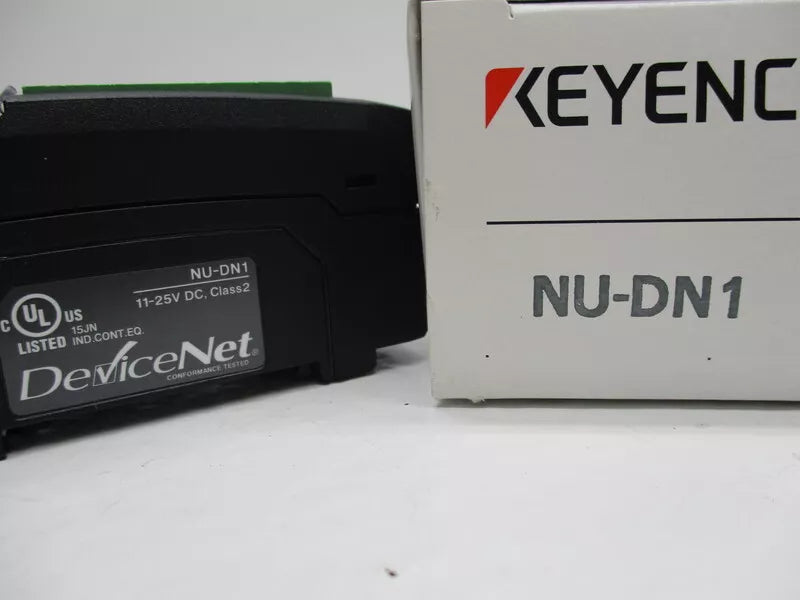 NU-DN1
11-25V DC, Class2
C UL US
LISTED 15JN
IND.CONT.EQ.
DeviceNet®
CONFORMANCE TESTED
KEYENC
NU-DN1